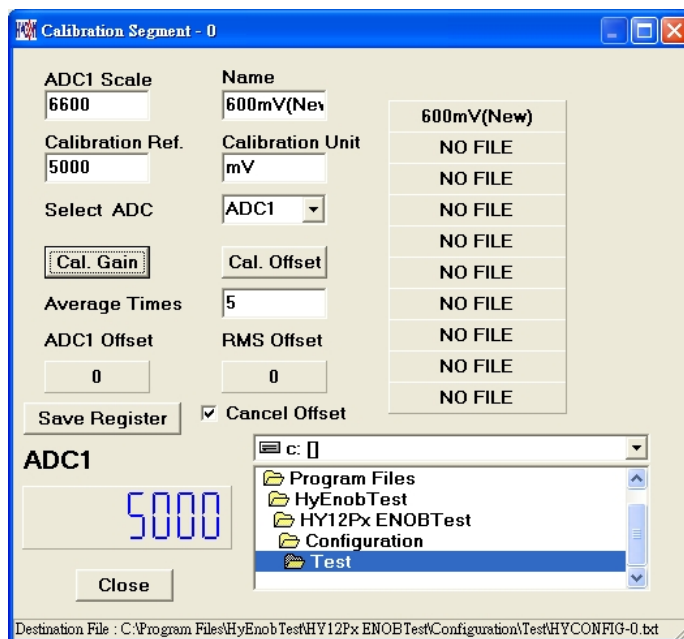 Calibration Segment - 0
ADC1 Scale
Name
6600
600mV(New
Calibration Ref.
Calibration Unit
5000
mV
Select ADC
ADC1
Cal. Gain
Cal. Offset
Average Times
5
ADC1 Offset
RMS Offset
0
0
Save Register
Cancel Offset
600mV(New)
NO FILE
NO FILE
NO FILE
NO FILE
NO FILE
NO FILE
NO FILE
NO FILE
NO FILE
ADC1
5000
c: []
Program Files
HyEnobTest
HY12Px ENOBTest
Configuration
Test
Close
Destination File : C:\Program Files\HyEnobTest\HY12Px ENOBTest\Configuration\Test\HYCONFIG-0.txt